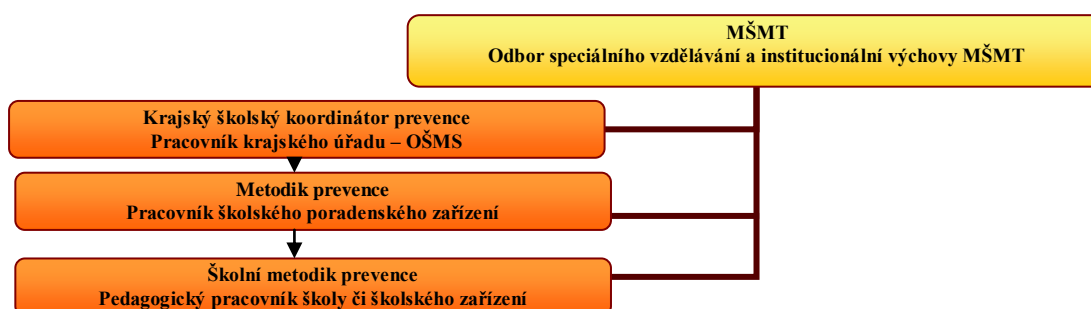 MŠMT
Odbor speciálního vzdělávání a institucionální výchovy MŠMT
Krajský školský koordinátor prevence
Pracovník krajského úřadu – OŠMS
Metodik prevence
Pracovník školského poradenského zařízení
Školní metodik prevence
Pedagogický pracovník školy či školského zařízení